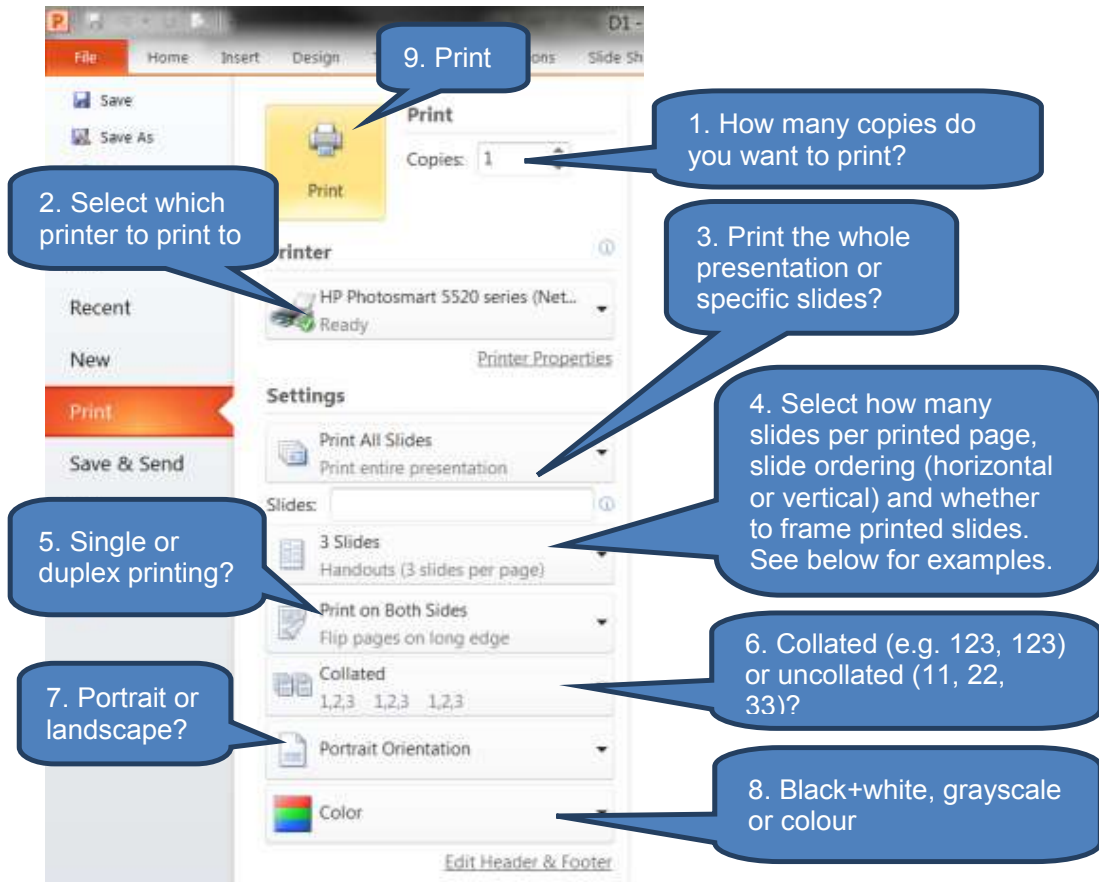 P
D1 -
File Home Insert Design ons Slide Sh
9. Print
Save
Save As
Print
Copies: 1
Print
1. How many copies do
you want to print?
2. Select which
printer to print to
rinter
HP Photosmart 5520 series (Net...
Ready
Printer Properties
3. Print the whole
presentation or
specific slides?
Recent
New
Print
Save & Send
Settings
Print All Slides
Print entire presentation
Slides:
3 Slides
Handouts (3 slides per page)
4. Select how many
slides per printed page,
slide ordering (horizontal
or vertical) and whether
to frame printed slides.
See below for examples.
5. Single or
duplex printing?
Print on Both Sides
Flip pages on long edge
Collated
1,2,3 1,2,3 1,2,3
6. Collated (e.g. 123, 123)
or uncollated (11, 22,
33)?
7. Portrait or
landscape?
Portrait Orientation
Color
8. Black+white, grayscale
or colour
Edit Header & Footer